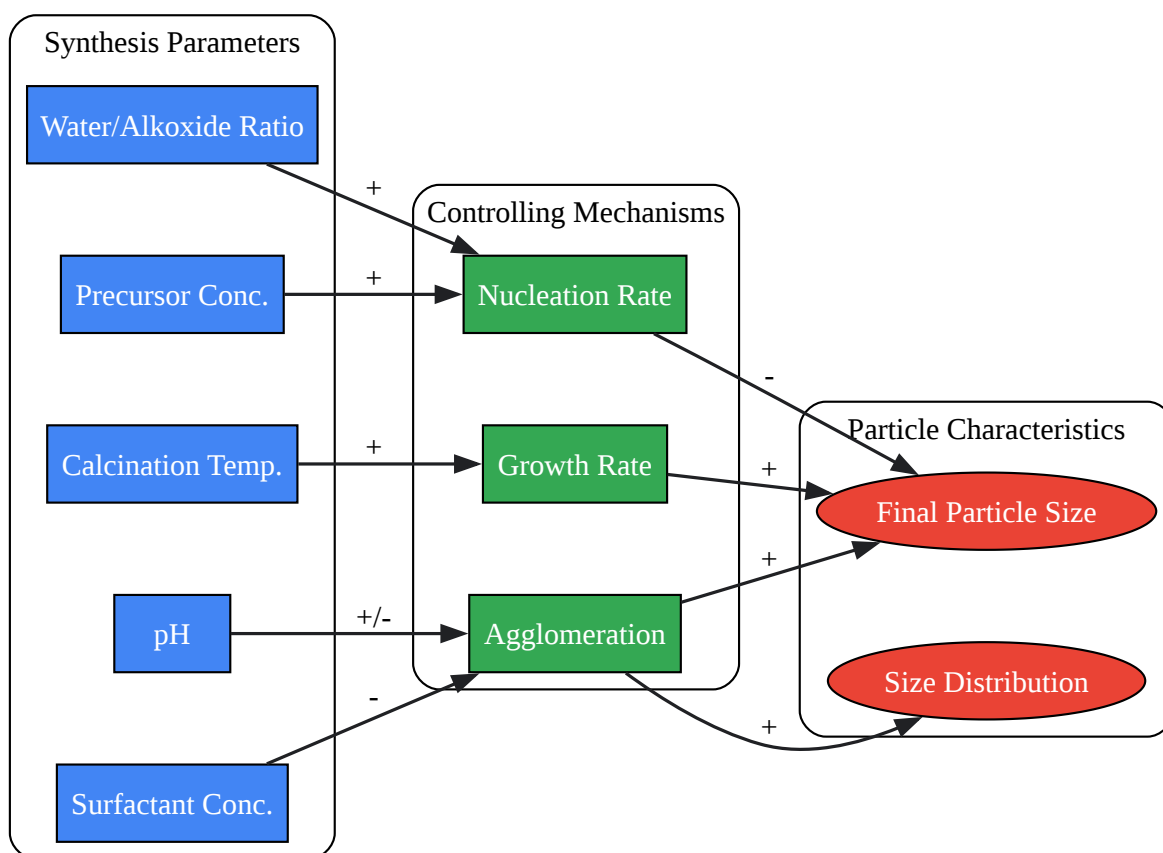 Synthesis Parameters
Water/Alkoxide Ratio
+
Controlling Mechanisms
Precursor Conc.
+
Nucleation Rate
-
Particle Characteristics
Calcination Temp.
+
Growth Rate
+
Final Particle Size
+
pH
+/-
Agglomeration
Size Distribution
-
+
Surfactant Conc.